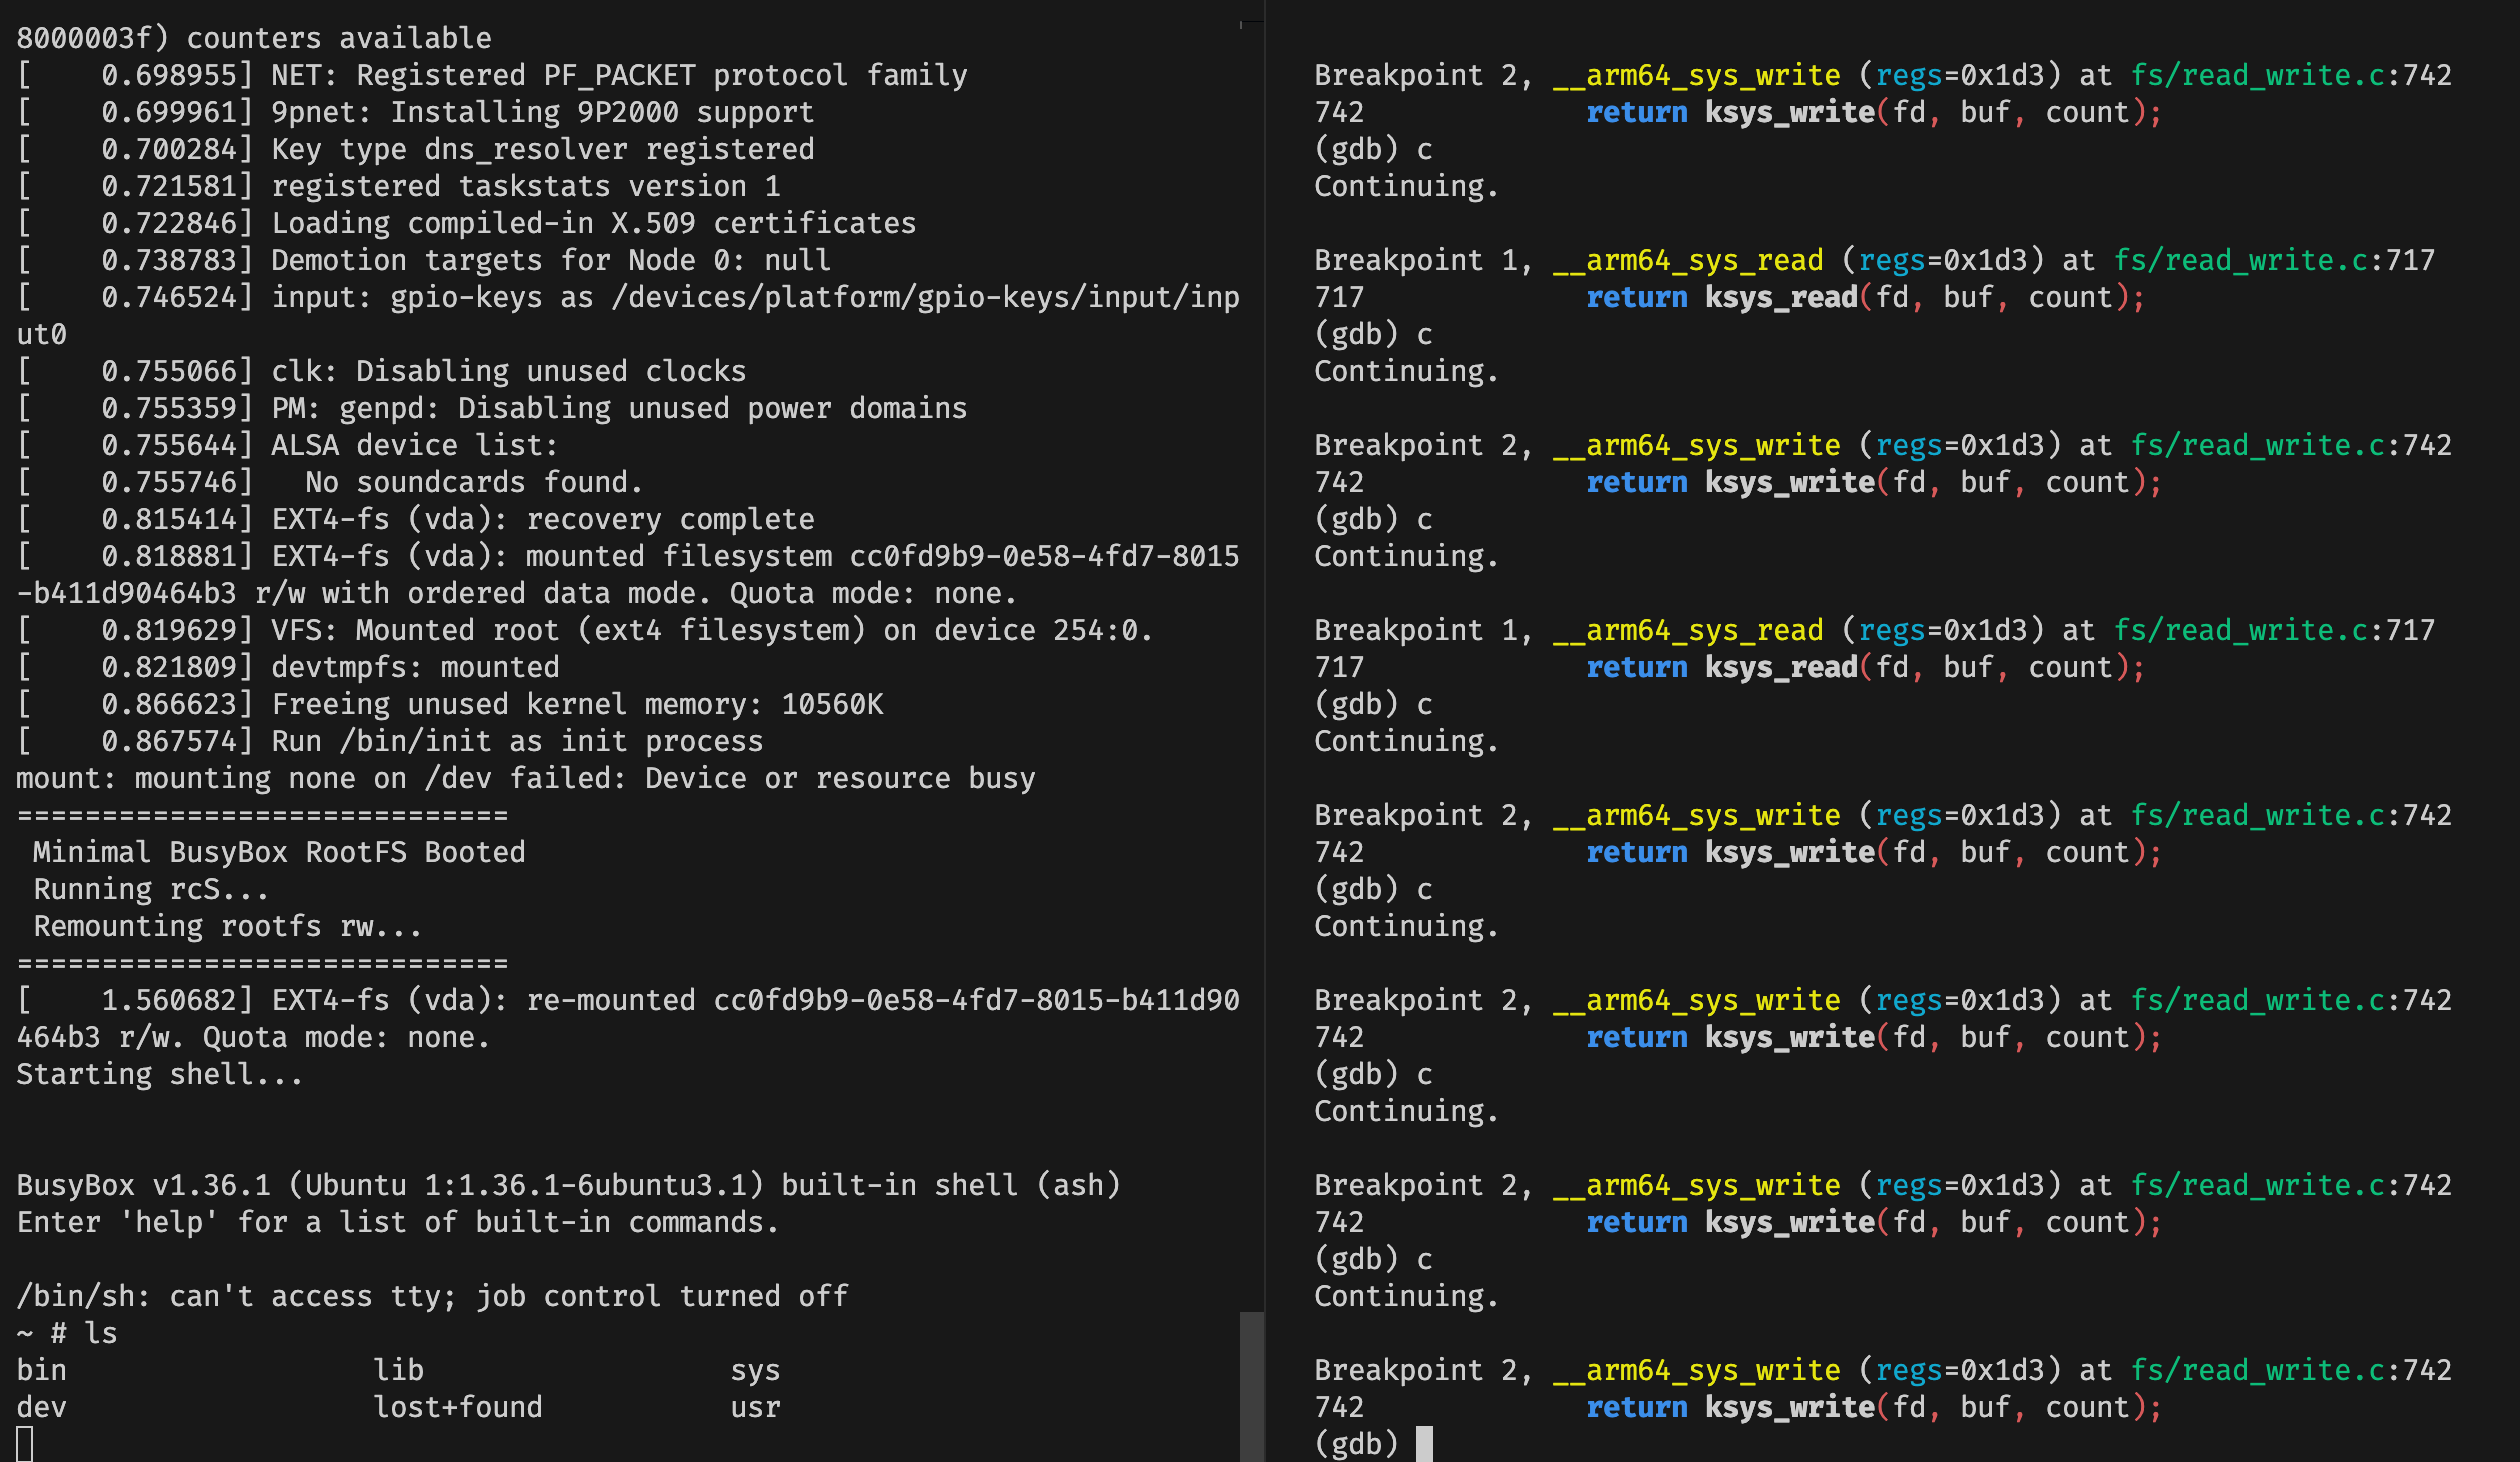 8000003f) counters available
[    0.698955] NET: Registered PF_PACKET protocol family
[    0.699961] 9pnet: Installing 9P2000 support
[    0.700284] Key type dns_resolver registered
[    0.721581] registered taskstats version 1
[    0.722846] Loading compiled-in X.509 certificates
[    0.738783] Demotion targets for Node 0: null
[    0.746524] input: gpio-keys as /devices/platform/gpio-keys/input/inp
ut0
[    0.755066] clk: Disabling unused clocks
[    0.755359] PM: genpd: Disabling unused power domains
[    0.755644] ALSA device list:
[    0.755746]   No soundcards found.
[    0.815414] EXT4-fs (vda): recovery complete
[    0.818881] EXT4-fs (vda): mounted filesystem cc0fd9b9-0e58-4fd7-8015
-b411d90464b3 r/w with ordered data mode. Quota mode: none.
[    0.819629] VFS: Mounted root (ext4 filesystem) on device 254:0.
[    0.821809] devtmpfs: mounted
[    0.866623] Freeing unused kernel memory: 10560K
[    0.867574] Run /bin/init as init process
mount: mounting none on /dev failed: Device or resource busy
=============================
 Minimal BusyBox RootFS Booted
 Running rcS...
 Remounting rootfs rw...
=============================
[    1.560682] EXT4-fs (vda): re-mounted cc0fd9b9-0e58-4fd7-8015-b411d90
464b3 r/w. Quota mode: none.
Starting shell...
BusyBox v1.36.1 (Ubuntu 1:1.36.1-6ubuntu3.1) built-in shell (ash)
Enter 'help' for a list of built-in commands.
/bin/sh: can't access tty; job control turned off
~ # ls
bin                  lib                  sys
dev                  lost+found           usr
Breakpoint 2, __arm64_sys_write (regs=0x1d3) at fs/read_write.c:742
742             return ksys_write(fd, buf, count);
(gdb) c
Continuing.
Breakpoint 1, __arm64_sys_read (regs=0x1d3) at fs/read_write.c:717
717             return ksys_read(fd, buf, count);
(gdb) c
Continuing.
Breakpoint 2, __arm64_sys_write (regs=0x1d3) at fs/read_write.c:742
742             return ksys_write(fd, buf, count);
(gdb) c
Continuing.
Breakpoint 1, __arm64_sys_read (regs=0x1d3) at fs/read_write.c:717
717             return ksys_read(fd, buf, count);
(gdb) c
Continuing.
Breakpoint 2, __arm64_sys_write (regs=0x1d3) at fs/read_write.c:742
742             return ksys_write(fd, buf, count);
(gdb) c
Continuing.
Breakpoint 2, __arm64_sys_write (regs=0x1d3) at fs/read_write.c:742
742             return ksys_write(fd, buf, count);
(gdb) c
Continuing.
Breakpoint 2, __arm64_sys_write (regs=0x1d3) at fs/read_write.c:742
742             return ksys_write(fd, buf, count);
(gdb) c
Continuing.
Breakpoint 2, __arm64_sys_write (regs=0x1d3) at fs/read_write.c:742
742             return ksys_write(fd, buf, count);
(gdb)